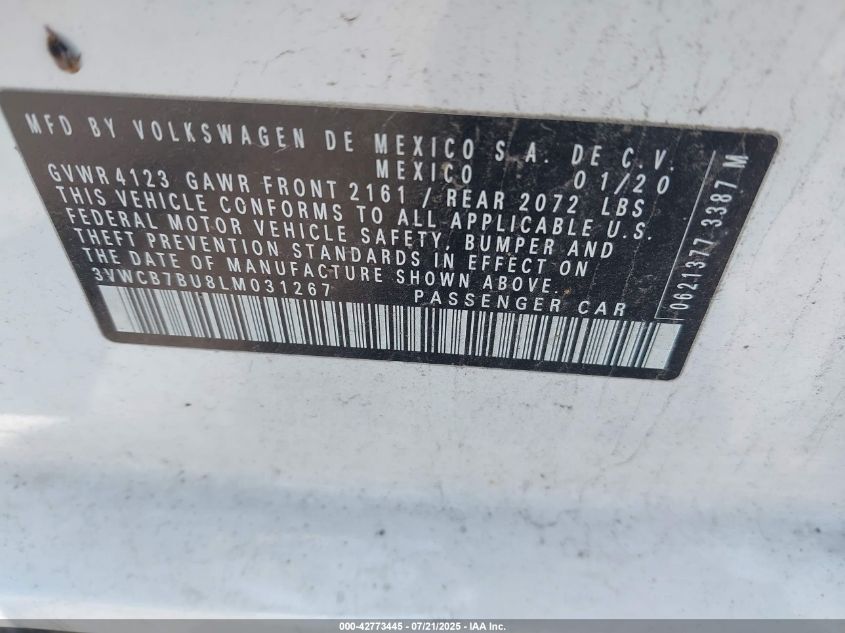 MFD BY VOLKSWAGEN DE MEXICO S.A. DE C.V.
MEXICO 01/20
GVWR 4123 GAWR FRONT 2161 / REAR 2072 LBS
THIS VEHICLE CONFORMS TO ALL APPLICABLE U.S.
FEDERAL MOTOR VEHICLE SAFETY, BUMPER AND
THEFT PREVENTION STANDARDS IN EFFECT ON
THE DATE OF MANUFACTURE SHOWN ABOVE.
3VWCB7BU8LM031267 PASSENGER CAR
0621377 3387 M
000-42773445 - 07/21/2025 - IAA Inc.